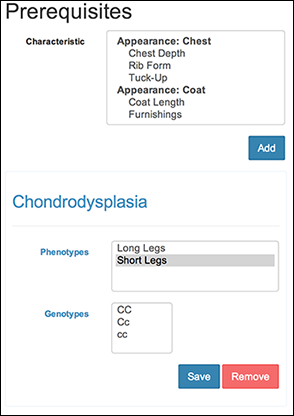 Prerequisites
Characteristic
Appearance: Chest
Chest Depth
Rib Form
Tuck-Up
Appearance: Coat
Coat Length
Furnishings
Add
Chondrodysplasia
Phenotypes
Long Legs
Short Legs
Genotypes
CC
Cc
cc
Save
Remove